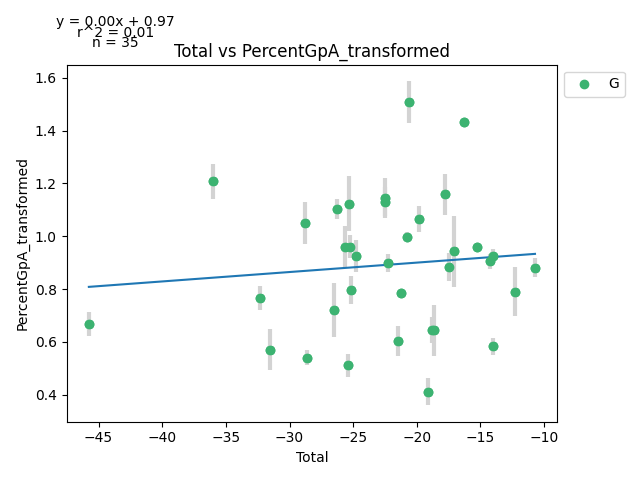 y = 0.00x + 0.97
r^2 = 0.01
n = 35
Total vs PercentGpA_transformed
G
PercentGpA_transformed
1.6
1.4
1.2
1.0
0.8
0.6
0.4
−45 −40 −35 −30 −25 −20 −15 −10
Total